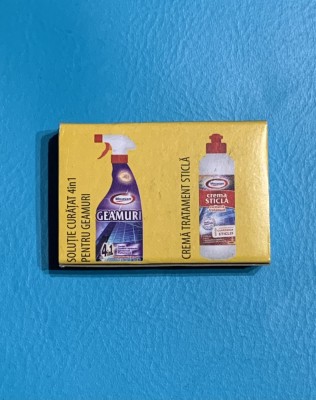 SOLUȚIE CURĂȚAT 4in1
PENTRU GEAMURI
GEAMURI
4in1
CREMĂ TRATAMENT STICLĂ
cremă
STICLĂ